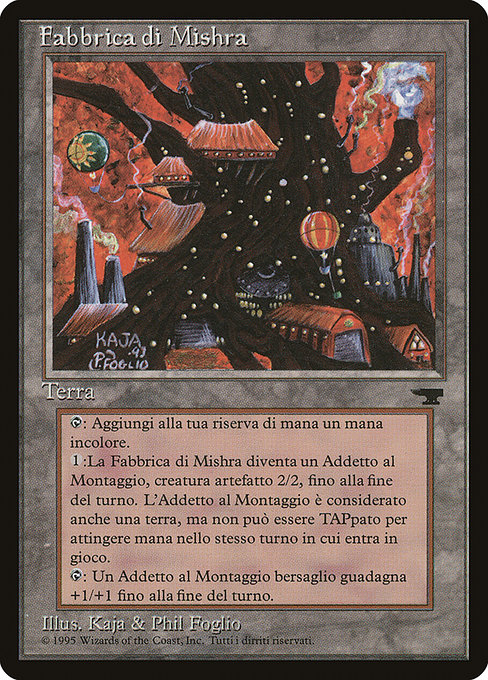 Fabbrica di Mishra
KAJA
'93
P. FOGLIO
Terra
: Aggiungi alla tua riserva di mana un mana
incolore.
1:La Fabbrica di Mishra diventa un Addetto al
Montaggio, creatura artefatto 2/2, fino alla fine
del turno. L'Addetto al Montaggio è considerato
anche una terra, ma non può essere TAPpato per
attingere mana nello stesso turno in cui entra in
gioco.
: Un Addetto al Montaggio bersaglio guadagna
+1/+1 fino alla fine del turno.
Illus. Kaja & Phil Foglio
© 1995 Wizards of the Coast, Inc. Tutti i dirriti riservati.